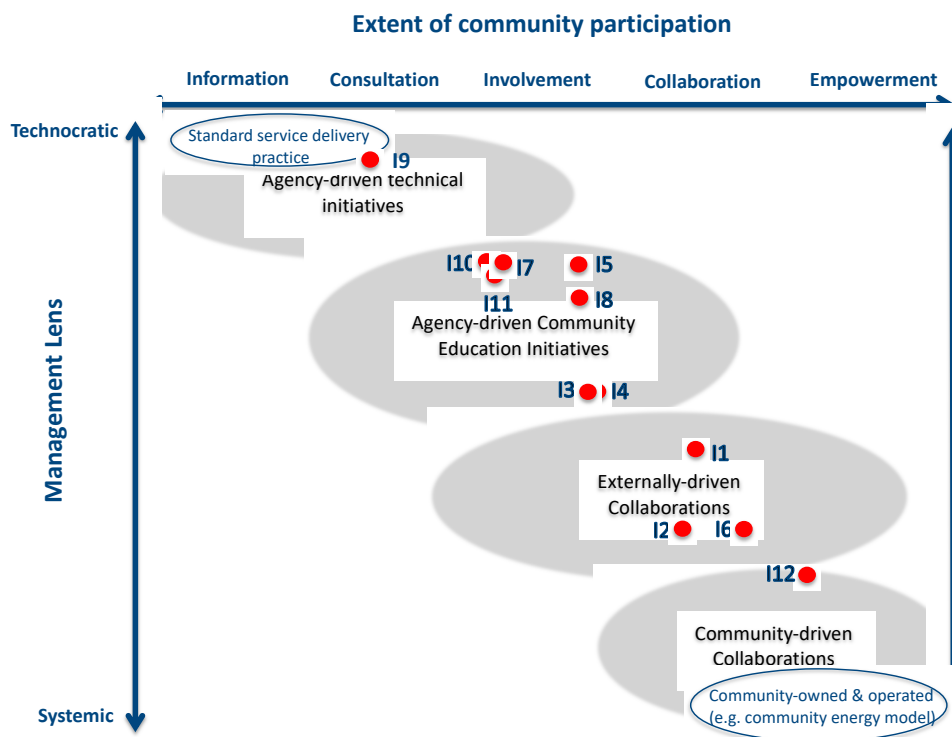 Extent of community participation
Information Consultation Involvement Collaboration Empowerment
Technocratic
Standard service delivery
practice
I9
Agency-driven technical
initiatives
I10 I7 I5
I11 I8
Agency-driven Community
Education Initiatives
I3 I4
Management Lens
I1
Externally-driven
Collaborations
I2 I6
I12
Community-driven
Collaborations
Community-owned & operated
(e.g. community energy model)
Systemic